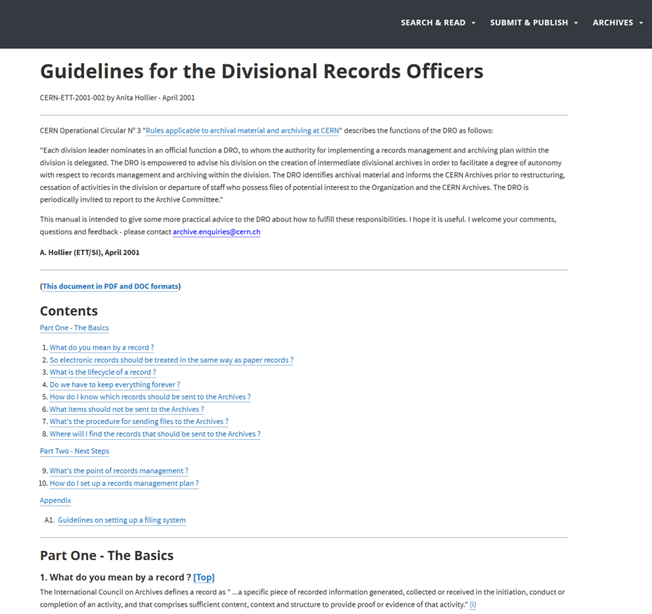 SEARCH & READ SUBMIT & PUBLISH ARCHIVES
Guidelines for the Divisional Records Officers
CERN-ETT-2001-002 by Anita Hollier - April 2001
CERN Operational Circular N° 3 "Rules applicable to archival material and archiving at CERN" describes the functions of the DRO as follows:
"Each division leader nominates in an official function a DRO, to whom the authority for implementing a records management and archiving plan within the
division is delegated. The DRO is empowered to advise his division on the creation of intermediate divisional archives in order to facilitate a degree of autonomy
with respect to records management and archiving within the division. The DRO identifies archival material and informs the CERN Archives prior to restructuring,
cessation of activities in the division or departure of staff who possess files of potential interest to the Organization and the CERN Archives. The DRO is
periodically invited to report to the Archive Committee."
This manual is intended to give some more practical advice to the DRO about how to fulfill these responsibilities. I hope it is useful. I welcome your comments,
questions and feedback - please contact archive.enquiries@cern.ch
A. Hollier (ETT/SI), April 2001
(This document in PDF and DOC formats)
Contents
Part One - The Basics
1. What do you mean by a record ?
2. So electronic records should be treated in the same way as paper records ?
3. What is the lifecycle of a record ?
4. Do we have to keep everything forever ?
5. How do I know which records should be sent to the Archives ?
6. What items should not be sent to the Archives ?
7. What's the procedure for sending files to the Archives ?
8. Where will I find the records that should be sent to the Archives ?
Part Two - Next Steps
9. What's the point of records management ?
10. How do I set up a records management plan ?
Appendix
A1. Guidelines on setting up a filing system
Part One - The Basics
1. What do you mean by a record ? [Top]
The International Council on Archives defines a record as " ...a specific piece of recorded information generated, collected or received in the initiation, conduct or
completion of an activity, and that comprises sufficient content, context and structure to provide proof or evidence of that activity." (i)